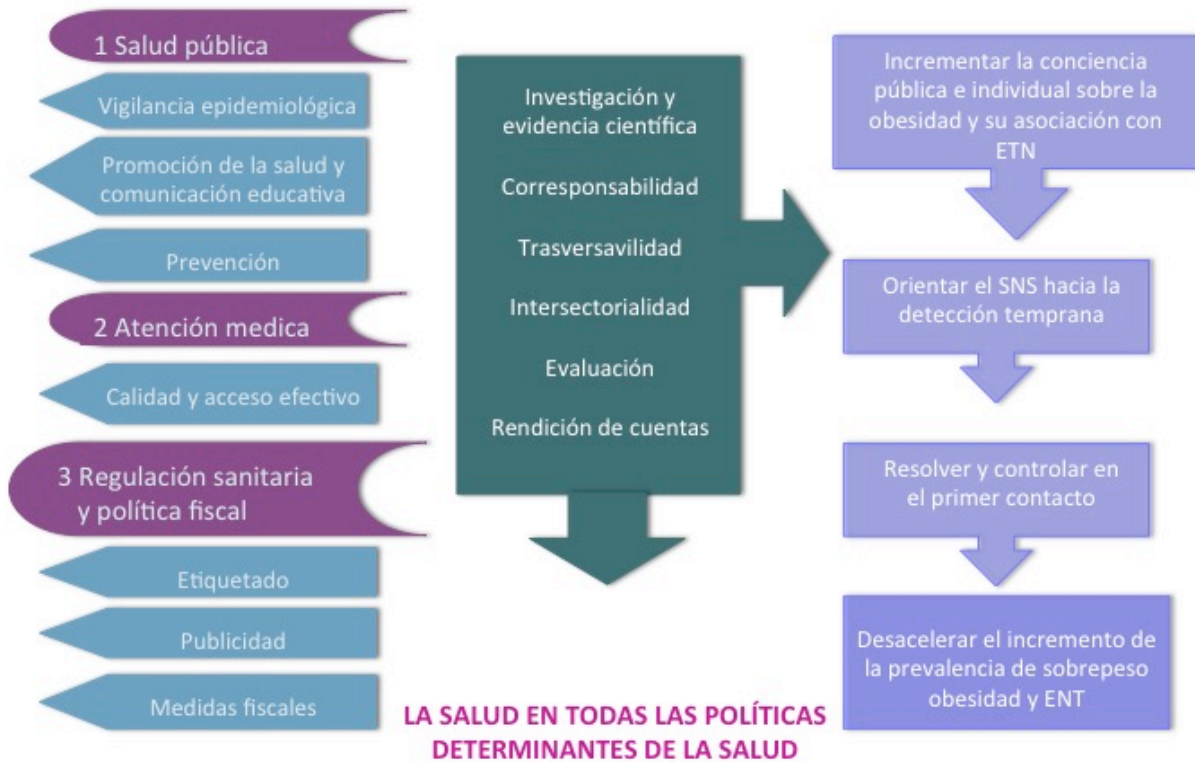 1 Salud pública
Vigilancia epidemiológica
Promoción de la salud y
comunicación educativa
Prevención
2 Atención medica
Calidad y acceso efectivo
3 Regulación sanitaria
y política fiscal
Etiquetado
Publicidad
Medidas fiscales
Investigación y
evidencia científica
Corresponsabilidad
Trasversavilidad
Intersectorialidad
Evaluación
Rendición de cuentas
LA SALUD EN TODAS LAS POLÍTICAS
DETERMINANTES DE LA SALUD
Incrementar la conciencia
pública e individual sobre la
obesidad y su asociación con
ETN
Orientar el SNS hacia la
detección temprana
Resolver y controlar en
el primer contacto
Desacelerar el incremento de
la prevalencia de sobrepeso
obesidad y ENT